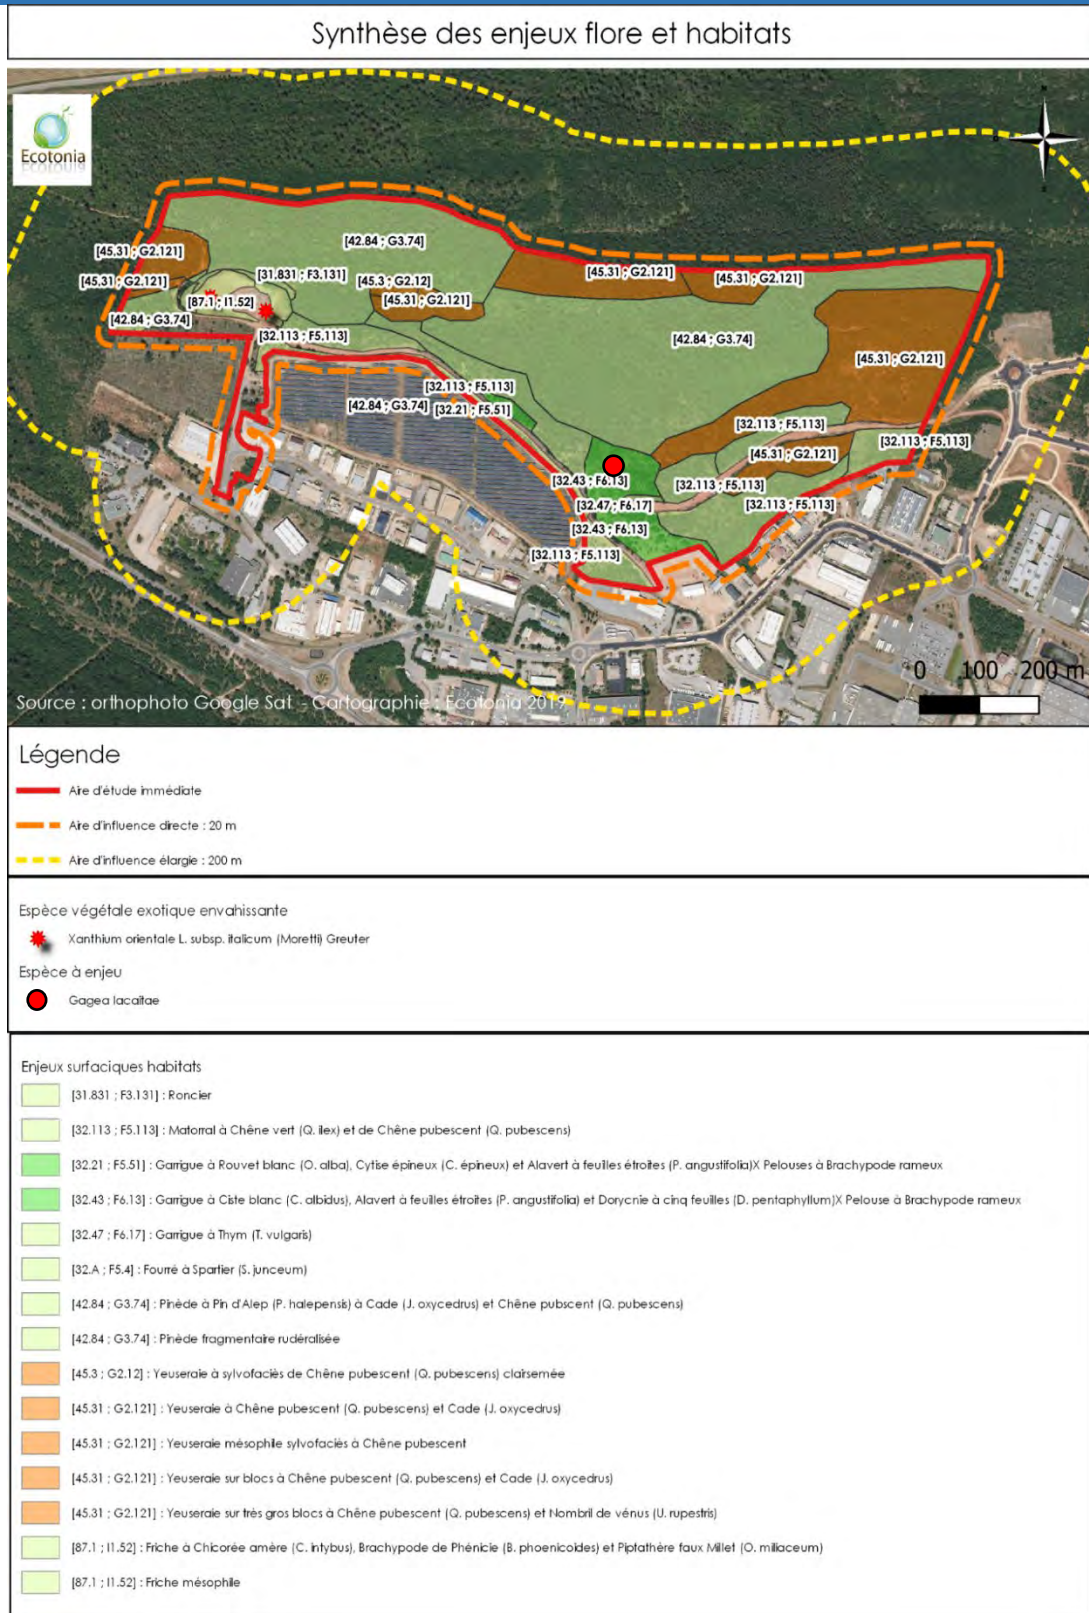 Synthèse des enjeux flore et habitats
Ecotonia
[42.84 ; G3.74]
[45.31 ; G2.121]
[31.831 ; F3.131]
[45.31 ; G2.121]
[45.3 ; G2.12]
[45.31 ; G2.121]
[45.31 ; G2.121]
[45.31 ; G2.121]
[87.1 ; I1.52]
[42.84 ; G3.74]
[32.113 ; F5.113]
[42.84 ; G3.74]
[45.31 ; G2.121]
[32.113 ; F5.113]
[42.84 ; G3.74]
[32.21 ; F5.51]
[32.113 ; F5.113]
[32.113 ; F5.113]
[45.31 ; G2.121]
[32.43 ; F6.13]
[32.113 ; F5.113]
[32.47 ; F6.17]
[32.113 ; F5.113]
[32.43 ; F6.13]
[32.113 ; F5.113]
0 100 200 m
Source : orthophoto Google Sat - Cartographie : Ecotonia 2019
Légende
Aire d'étude immédiate
Aire d'influence directe : 20 m
Aire d'influence élargie : 200 m
Espèce végétale exotique envahissante
Xanthium orientale L. subsp. italicum (Moretti) Greuter
Espèce à enjeu
Gagea lacaitae
Enjeux surfaciques habitats
[31.831 ; F3.131] : Roncier
[32.113 ; F5.113] : Matorral à Chêne vert (Q. ilex) et de Chêne pubescent (Q. pubescens)
[32.21 ; F5.51] : Garrigue à Rouvet blanc (O. alba), Cytise épineux (C. épineux) et Alavert à feuilles étroites (P. angustifolia)X Pelouses à Brachypode rameux
[32.43 ; F6.13] : Garrigue à Ciste blanc (C. albidus), Alavert à feuilles étroites (P. angustifolia) et Dorycnie à cinq feuilles (D. pentaphyllum)X Pelouse à Brachypode rameux
[32.47 ; F6.17] : Garrigue à Thym (T. vulgaris)
[32.A ; F5.4] : Fourré à Spartier (S. junceum)
[42.84 ; G3.74] : Pinède à Pin d'Alep (P. halepensis) à Cade (J. oxycedrus) et Chêne pubscent (Q. pubescens)
[42.84 ; G3.74] : Pinède fragmentaire rudéralisée
[45.3 ; G2.12] : Yeuseraie à sylvofaciès de Chêne pubescent (Q. pubescens) clairsemée
[45.31 ; G2.121] : Yeuseraie à Chêne pubescent (Q. pubescens) et Cade (J. oxycedrus)
[45.31 ; G2.121] : Yeuseraie mésophile sylvofaciès à Chêne pubescent
[45.31 ; G2.121] : Yeuseraie sur blocs à Chêne pubescent (Q. pubescens) et Cade (J. oxycedrus)
[45.31 ; G2.121] : Yeuseraie sur très gros blocs à Chêne pubescent (Q. pubescens) et Nombril de vénus (U. rupestris)
[87.1 ; I1.52] : Friche à Chicorée amère (C. intybus), Brachypode de Phénicie (B. phoenicoides) et Piptathère faux Millet (O. miliaceum)
[87.1 ; I1.52] : Friche mésophile